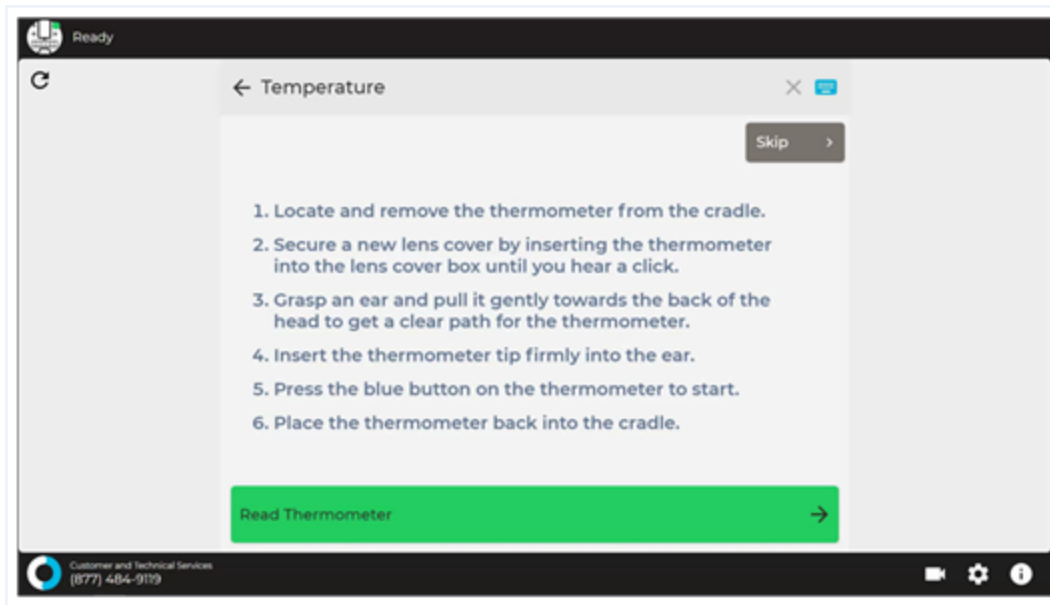 Ready
Temperature
Skip
1. Locate and remove the thermometer from the cradle.
2. Secure a new lens cover by inserting the thermometer
into the lens cover box until you hear a click.
3. Grasp an ear and pull it gently towards the back of the
head to get a clear path for the thermometer.
4. Insert the thermometer tip firmly into the ear.
5. Press the blue button on the thermometer to start.
6. Place the thermometer back into the cradle.
Read Thermometer
Customer and Technical Services
(877) 484-9119